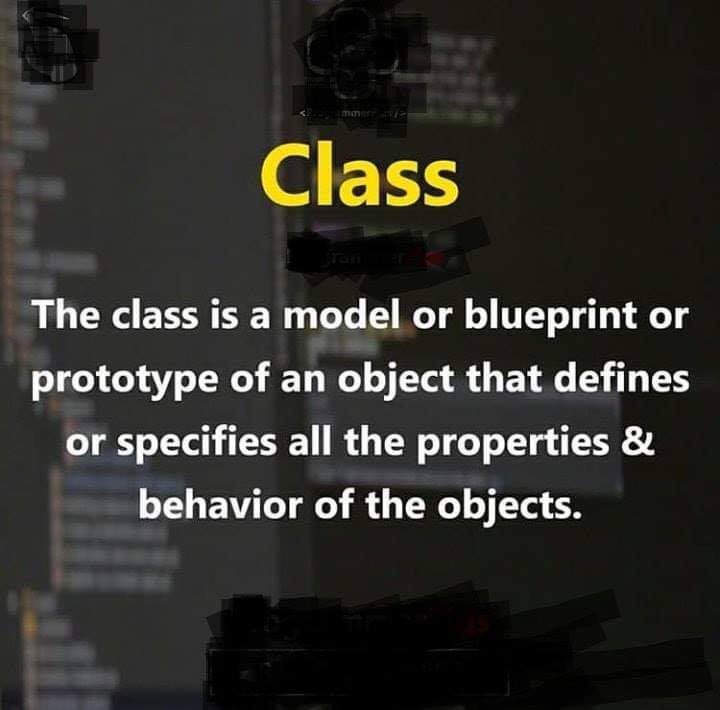 Class
The class is a model or blueprint or
prototype of an object that defines
or specifies all the properties &
behavior of the objects.